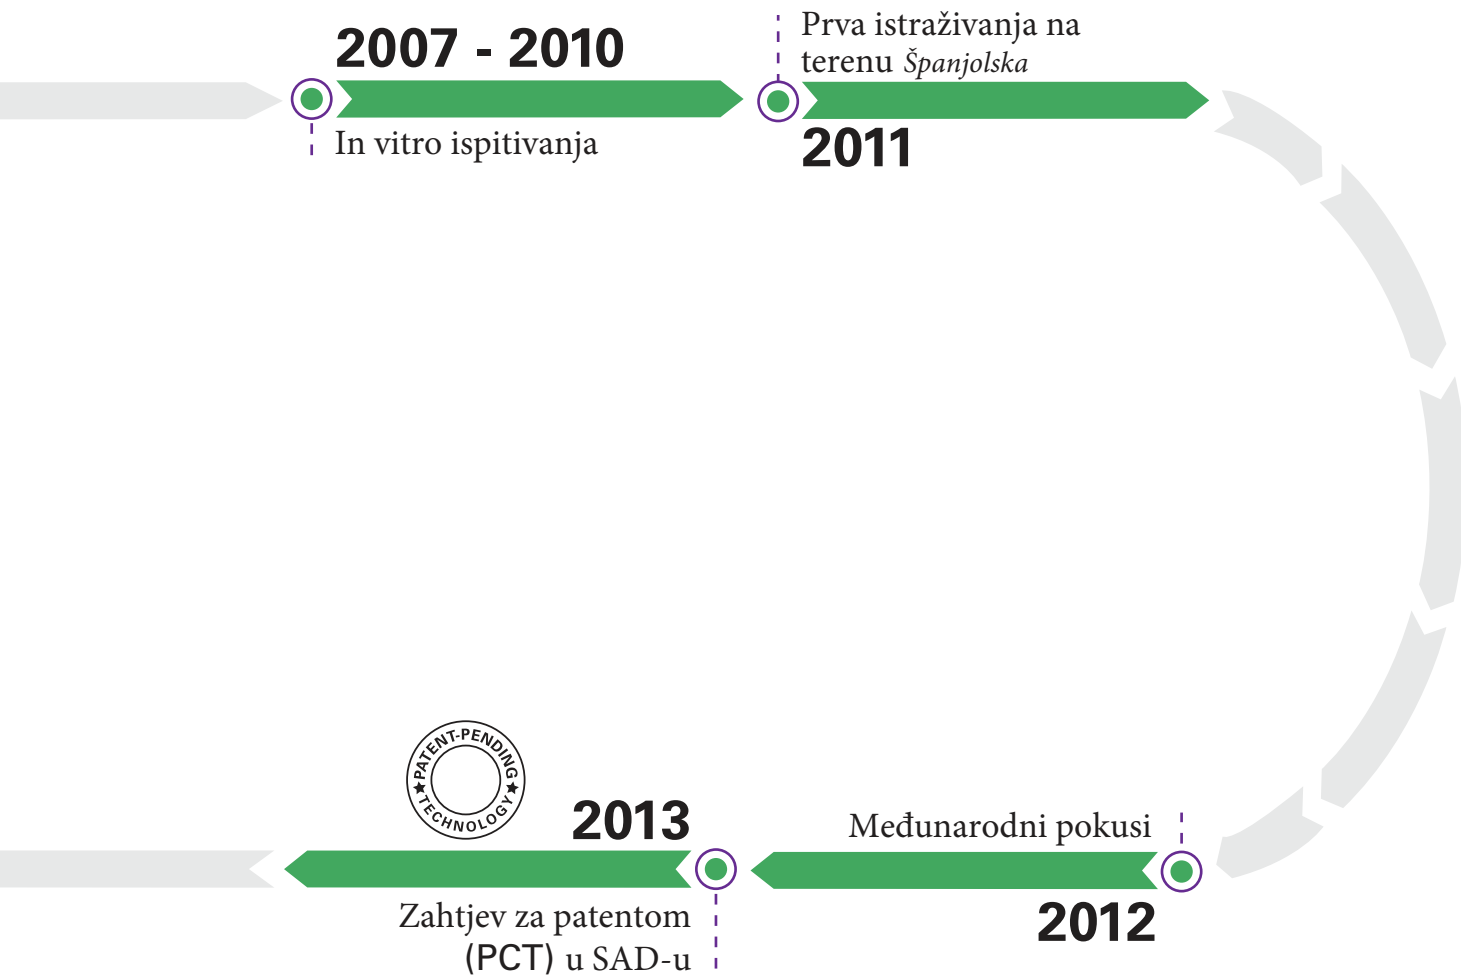 2007 - 2010
In vitro ispitivanja
Prva istraživanja na
terenu Španjolska
2011
Međunarodni pokusi
2012
PATENT-PENDING
TECHNOLOGY
2013
Zahtjev za patentom
(PCT) u SAD-u